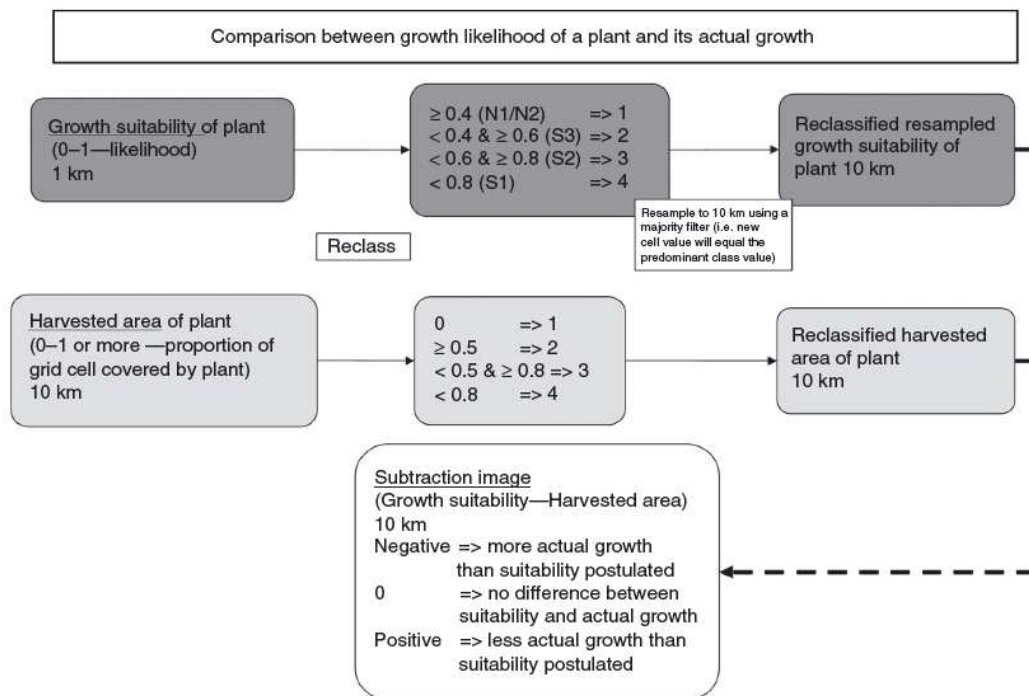 Comparison between growth likelihood of a plant and its actual growth
Growth suitability of plant
(0–1—likelihood)
1 km
≥ 0.4 (N1/N2) => 1
< 0.4 & ≥ 0.6 (S3) => 2
< 0.6 & ≥ 0.8 (S2) => 3
< 0.8 (S1) => 4
Reclassified resampled
growth suitability of
plant 10 km
Resample to 10 km using a
majority filter (i.e. new
cell value will equal the
predominant class value)
Reclass
Harvested area of plant
(0–1 or more —proportion of
grid cell covered by plant)
10 km
0 => 1
≥ 0.5 => 2
< 0.5 & ≥ 0.8 => 3
< 0.8 => 4
Reclassified harvested
area of plant
10 km
Subtraction image
(Growth suitability—Harvested area)
10 km
Negative => more actual growth
than suitability postulated
0 => no difference between
suitability and actual growth
Positive => less actual growth than
suitability postulated